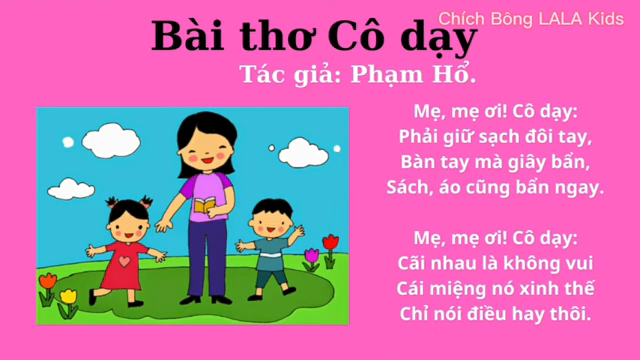 Chích Bông LALA Kids
Bài thơ Cô dạy
Tác giả: Phạm Hổ.
Mẹ, mẹ ơi! Cô dạy:
Phải giữ sạch đôi tay,
Bàn tay mà giây bẩn,
Sách, áo cũng bẩn ngay.
Mẹ, mẹ ơi! Cô dạy:
Cãi nhau là không vui
Cái miệng nó xinh thế
Chỉ nói điều hay thôi.